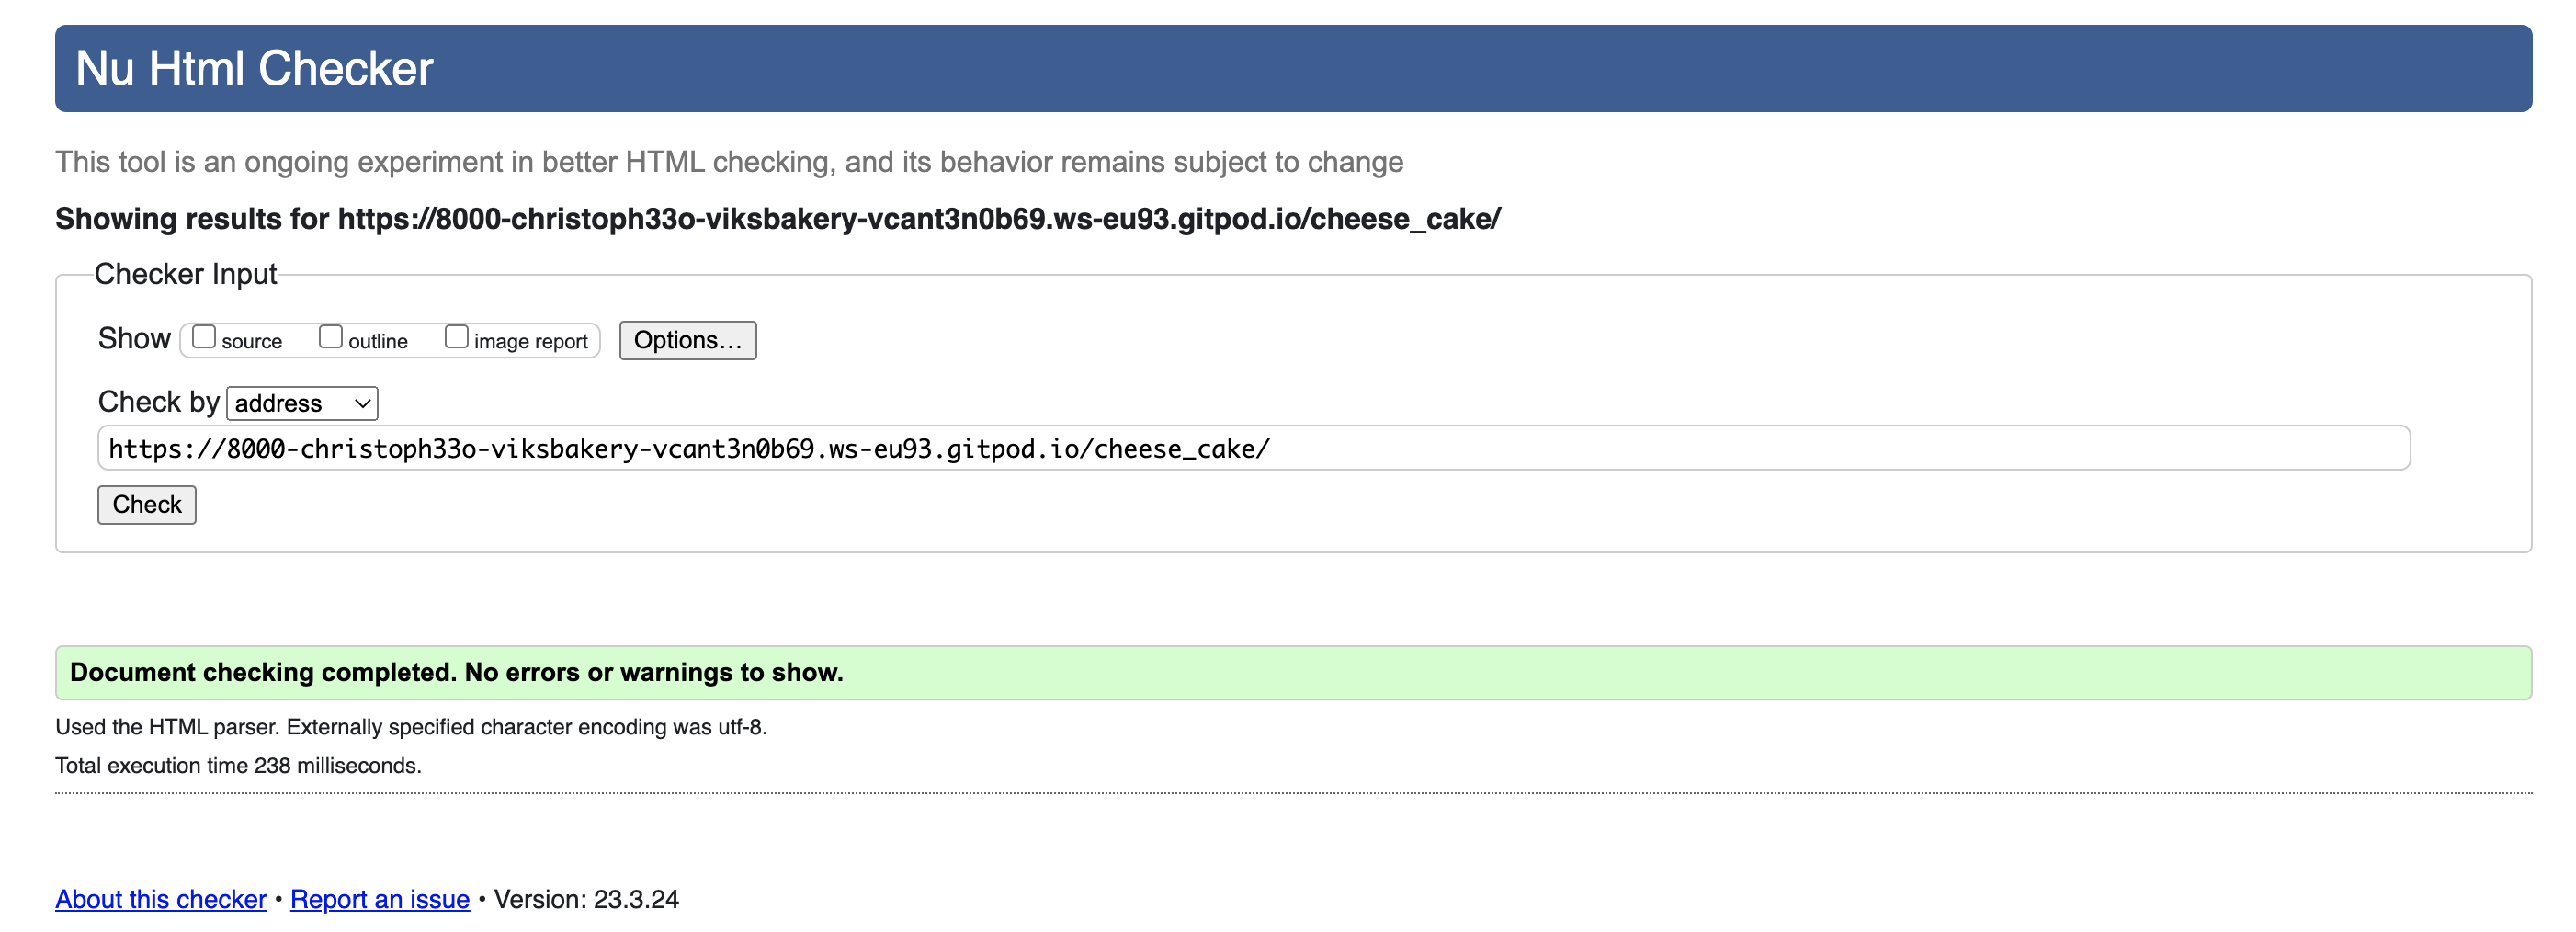 Nu Html Checker
This tool is an ongoing experiment in better HTML checking, and its behavior remains subject to change
Showing results for https://8000-christoph33o-viksbakery-vcant3n0b69.ws-eu93.gitpod.io/cheese_cake/
Checker Input
Show source outline image report Options...
Check by address
https://8000-christoph33o-viksbakery-vcant3n0b69.ws-eu93.gitpod.io/cheese_cake/
Check
Document checking completed. No errors or warnings to show.
Used the HTML parser. Externally specified character encoding was utf-8.
Total execution time 238 milliseconds.
About this checker • Report an issue • Version: 23.3.24